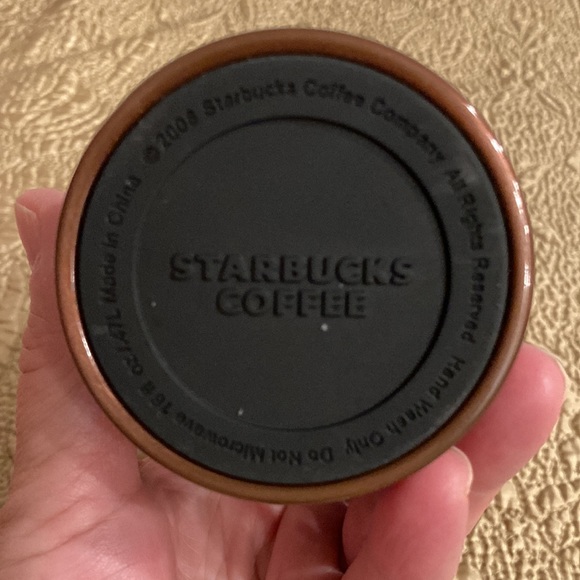 © 2008 Starbucks Coffee Company All Rights Reserved Hand Wash Only Do Not Microwave 16 fl oz/.47L Made in China
STARBUCKS
COFFEE